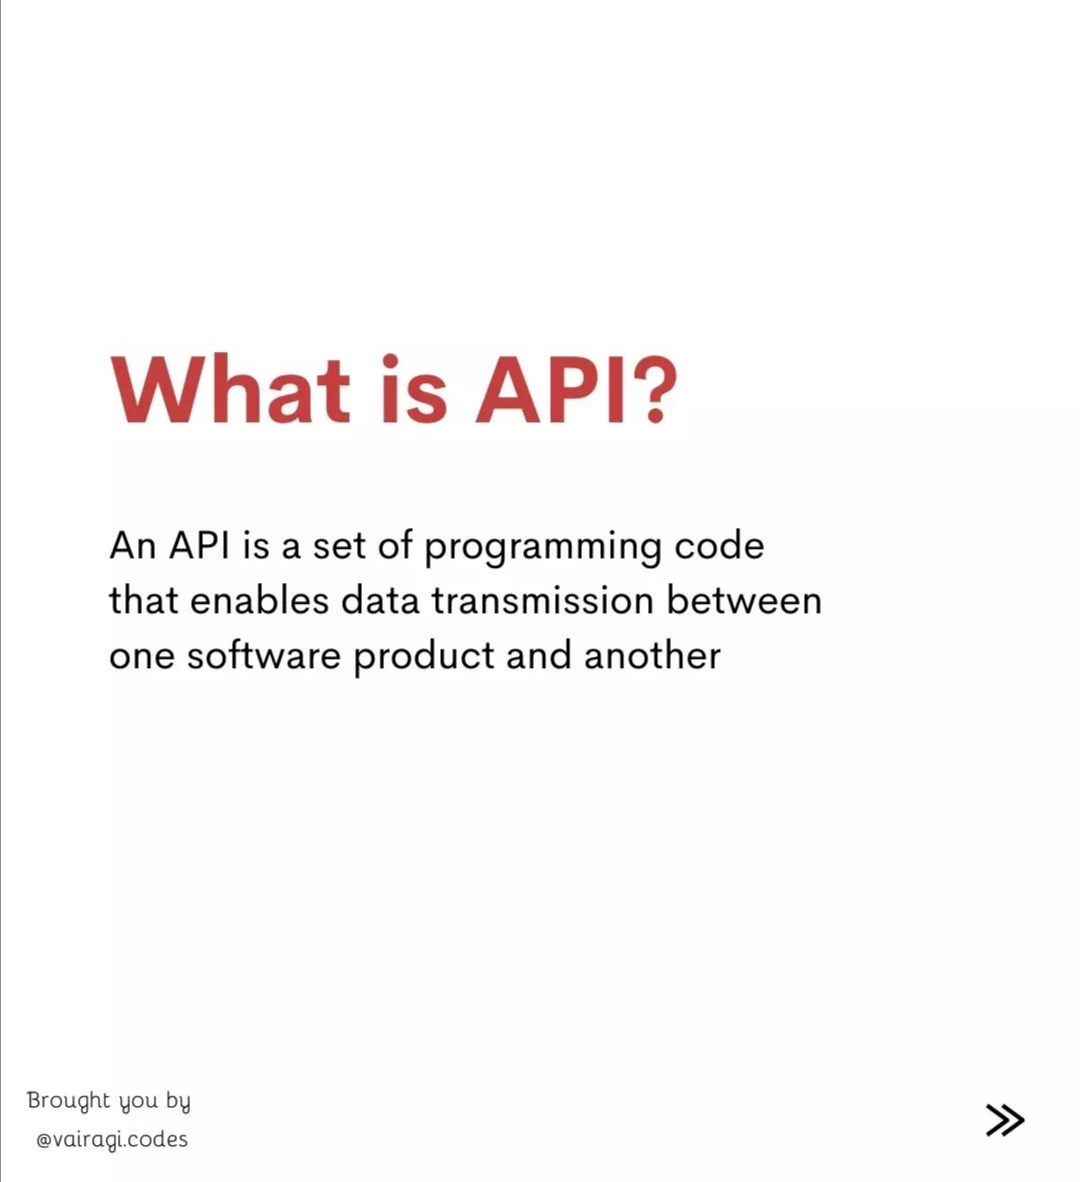 What is API?
An API is a set of programming code
that enables data transmission between
one software product and another
Brought you by
@vairagi.codes